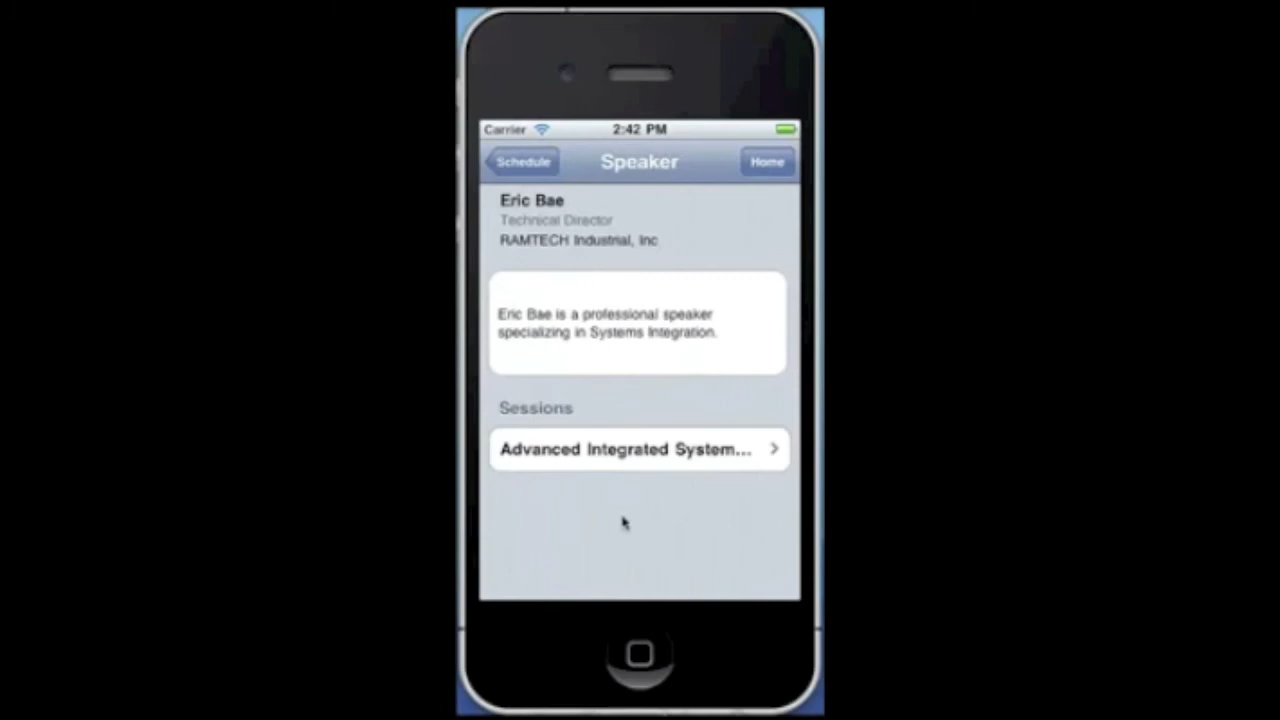 Carrier 2:42 PM
Schedule Speaker Home
Eric Bae
Technical Director
RAMTECH Industrial, Inc
Eric Bae is a professional speaker
specializing in Systems Integration.
Sessions
Advanced Integrated System...